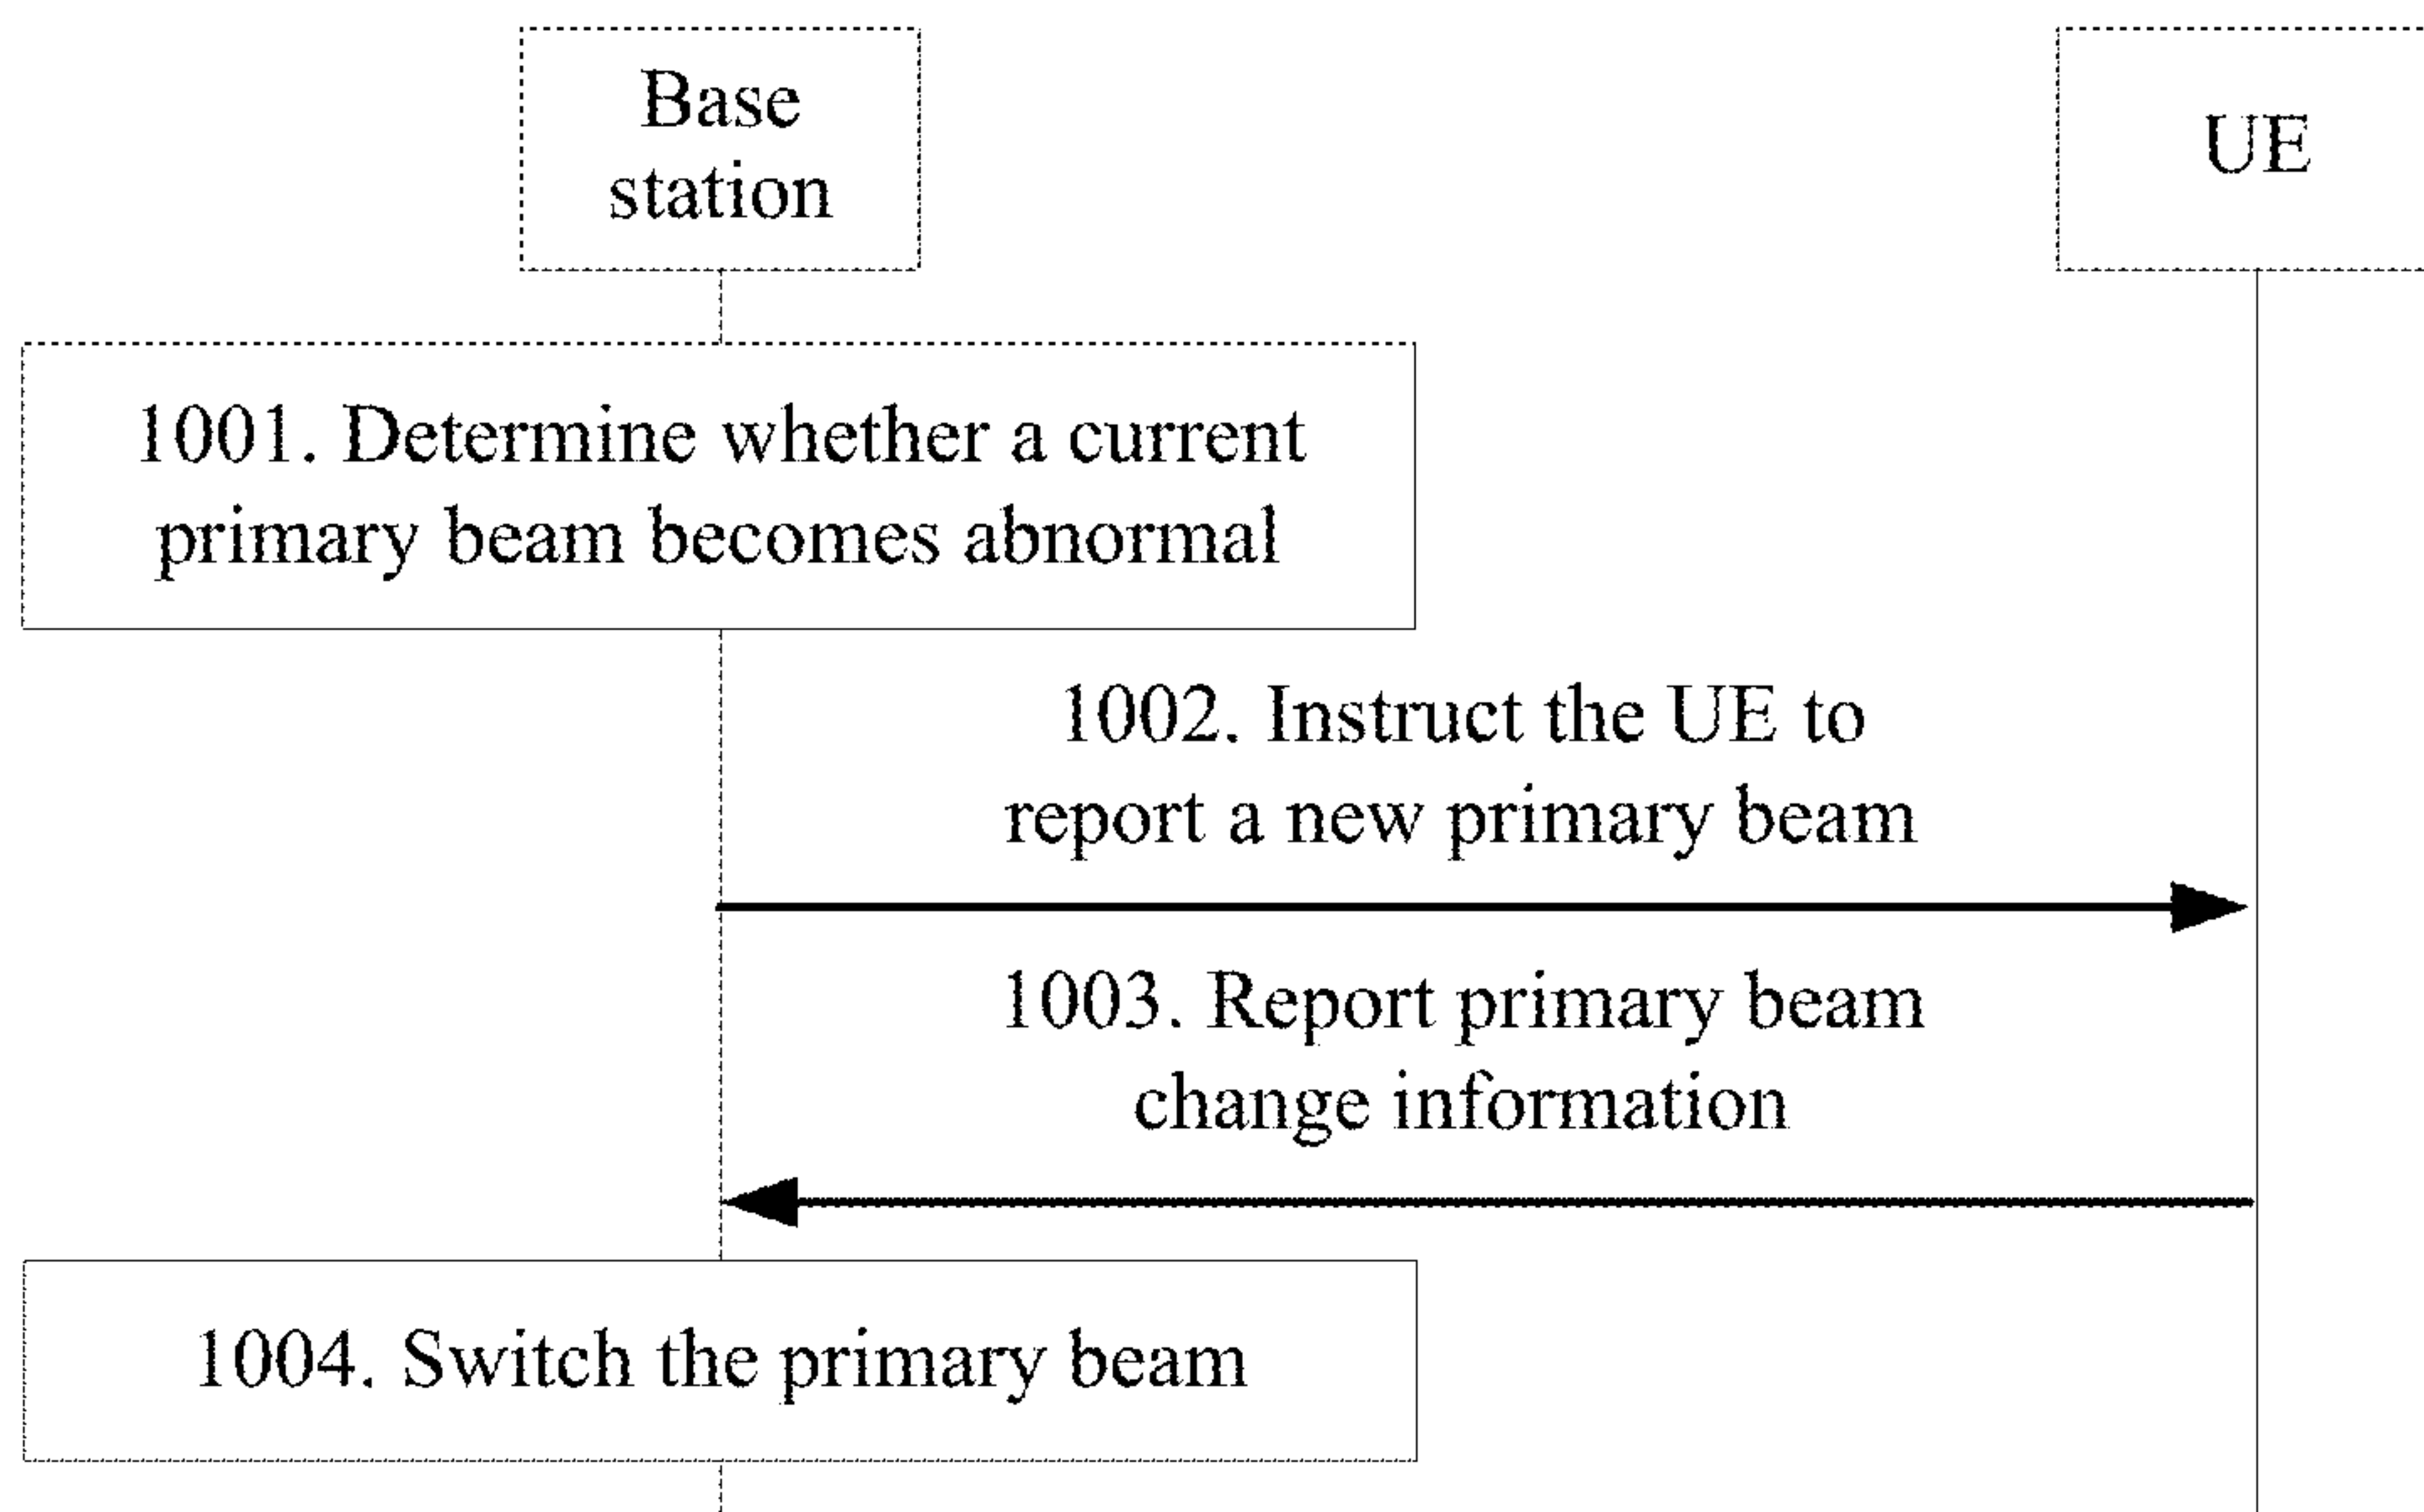 Base
station
UE
1001. Determine whether a current
primary beam becomes abnormal
1002. Instruct the UE to
report a new primary beam
1003. Report primary beam
change information
1004. Switch the primary beam